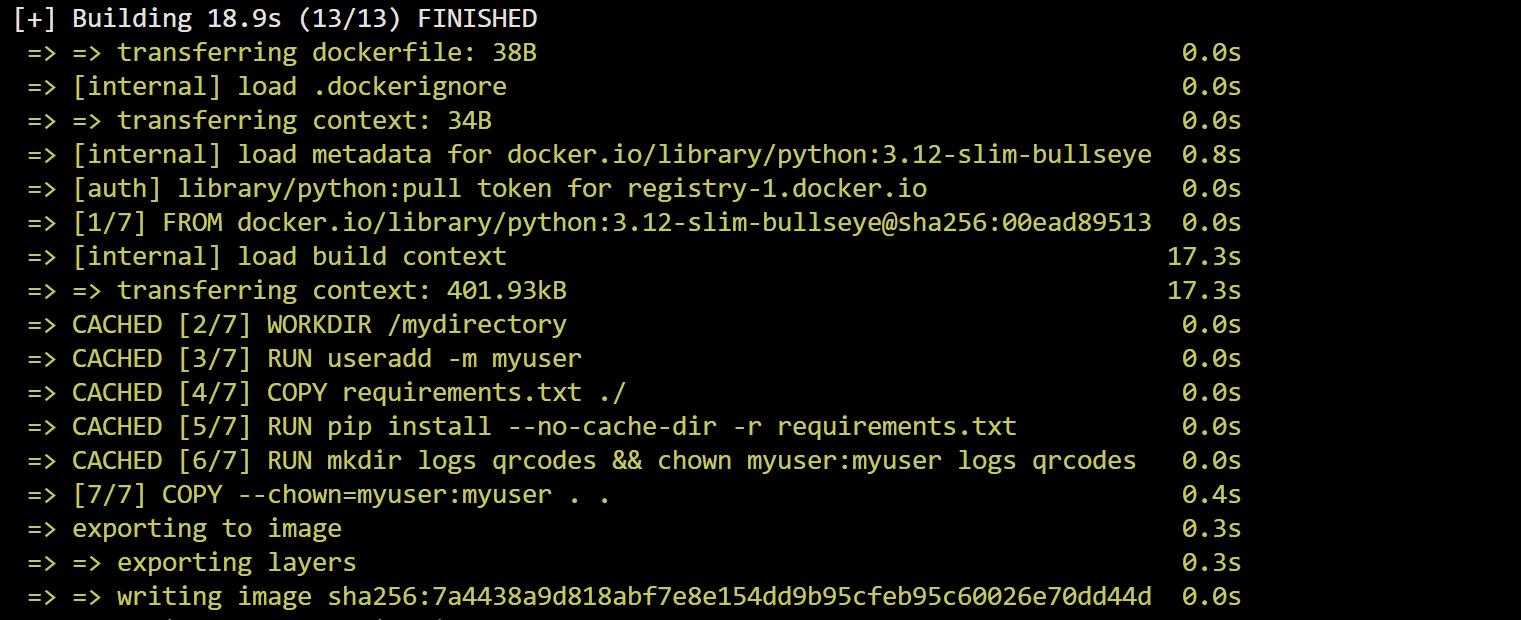 [+] Building 18.9s (13/13) FINISHED
=> => transferring dockerfile: 38B 0.0s
=> [internal] load .dockerignore 0.0s
=> => transferring context: 34B 0.0s
=> [internal] load metadata for docker.io/library/python:3.12-slim-bullseye 0.8s
=> [auth] library/python:pull token for registry-1.docker.io 0.0s
=> [1/7] FROM docker.io/library/python:3.12-slim-bullseye@sha256:00ead89513 0.0s
=> [internal] load build context 17.3s
=> => transferring context: 401.93kB 17.3s
=> CACHED [2/7] WORKDIR /mydirectory 0.0s
=> CACHED [3/7] RUN useradd -m myuser 0.0s
=> CACHED [4/7] COPY requirements.txt ./ 0.0s
=> CACHED [5/7] RUN pip install --no-cache-dir -r requirements.txt 0.0s
=> CACHED [6/7] RUN mkdir logs qrcodes && chown myuser:myuser logs qrcodes 0.0s
=> [7/7] COPY --chown=myuser:myuser . . 0.4s
=> exporting to image 0.3s
=> => exporting layers 0.3s
=> => writing image sha256:7a4438a9d818abf7e8e154dd9b95cfeb95c60026e70dd44d 0.0s